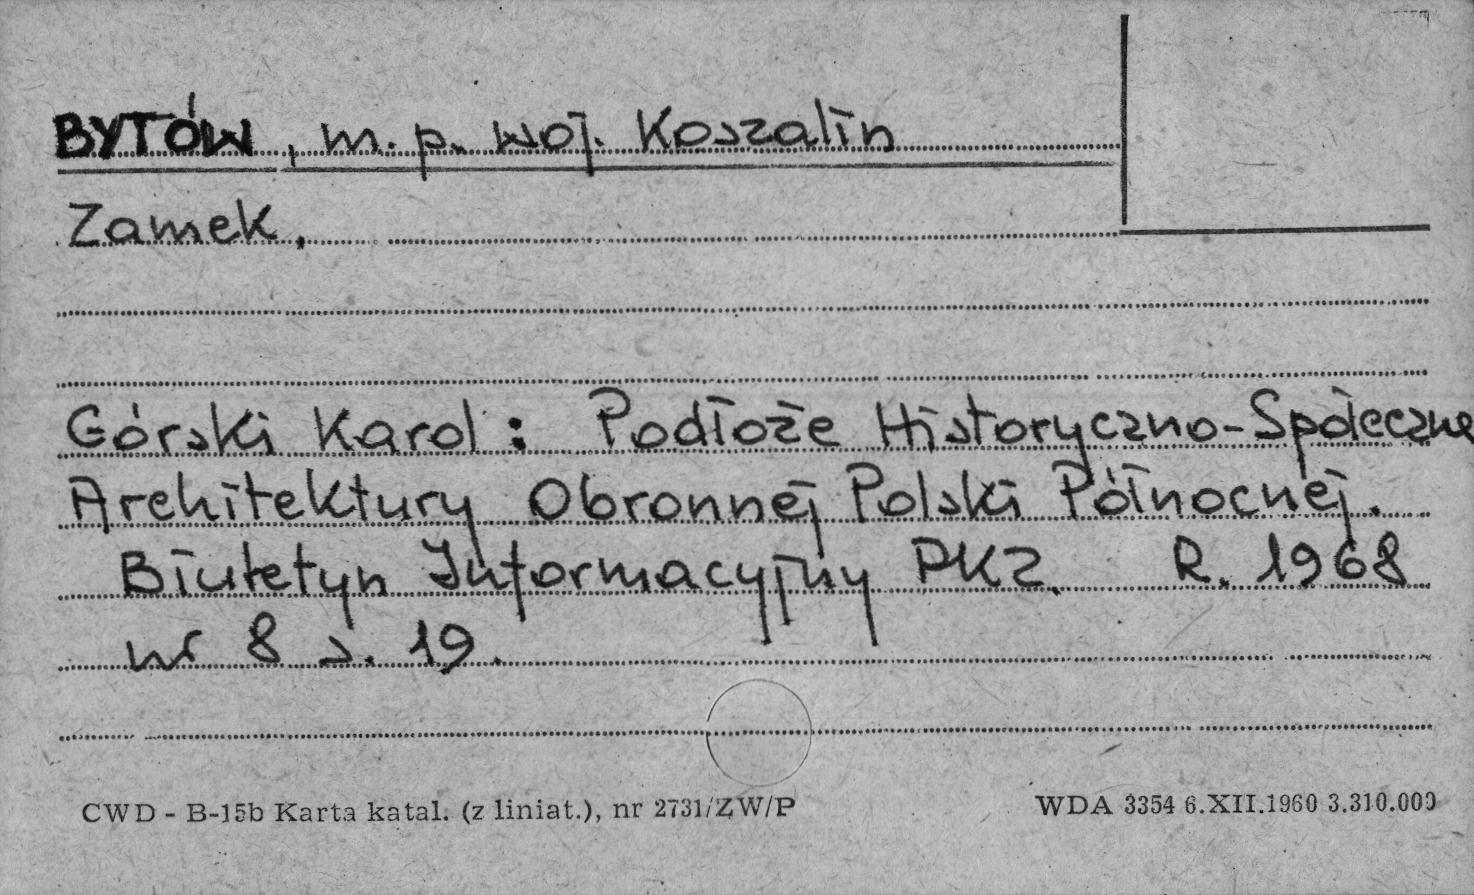 BYTÓW, m.p. woj. Koszalin
Zamek.
Górski Karol: Podłoże Historyczno-Społeczne
Architektury Obronnej Polski Północnej.
Biuletyn Informacyjny PKZ. R. 1968
nr 8 s. 19.
CWD - B-15b Karta katal. (z liniat.), nr 2731/ZW/P
WDA 3354 6.XII.1960 3.310.000